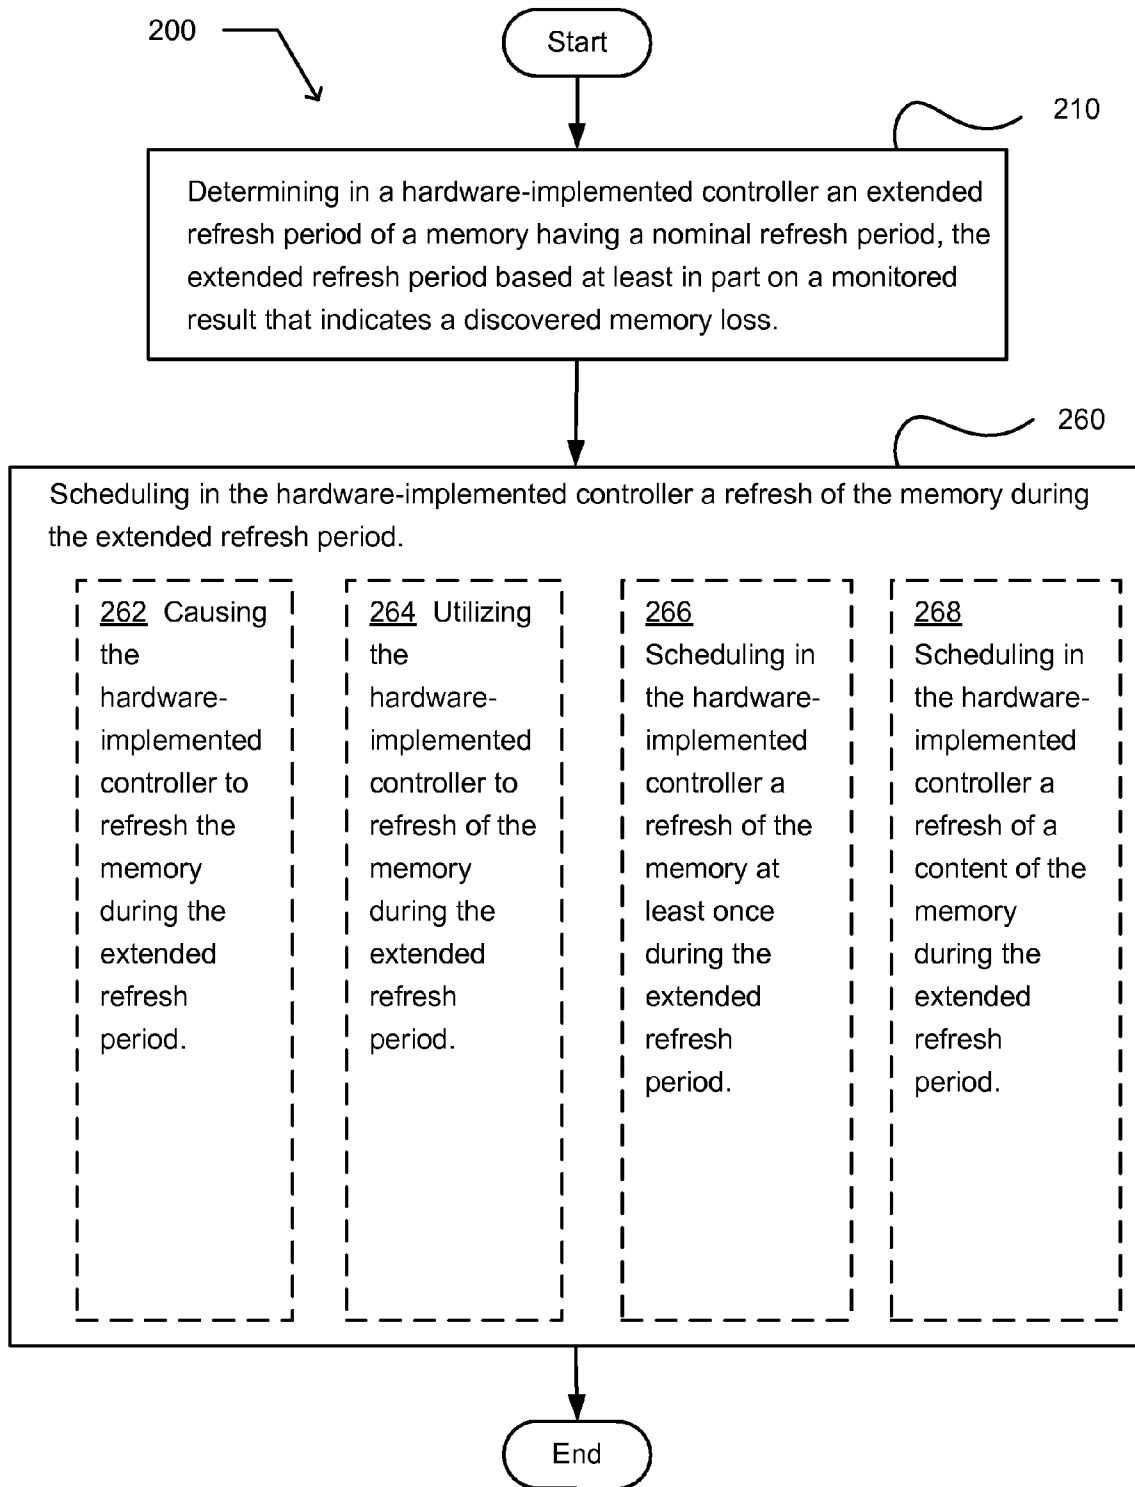 200
Start
210
Determining in a hardware-implemented controller an extended
refresh period of a memory having a nominal refresh period, the
extended refresh period based at least in part on a monitored
result that indicates a discovered memory loss.
260
Scheduling in the hardware-implemented controller a refresh of the memory during
the extended refresh period.
262 Causing
the
hardware-
implemented
controller to
refresh the
memory
during the
extended
refresh
period.
264 Utilizing
the
hardware-
implemented
controller to
refresh of the
memory
during the
extended
refresh
period.
266
Scheduling in
the hardware-
implemented
controller a
refresh of the
memory at
least once
during the
extended
refresh
period.
268
Scheduling in
the hardware-
implemented
controller a
refresh of a
content of the
memory
during the
extended
refresh
period.
End